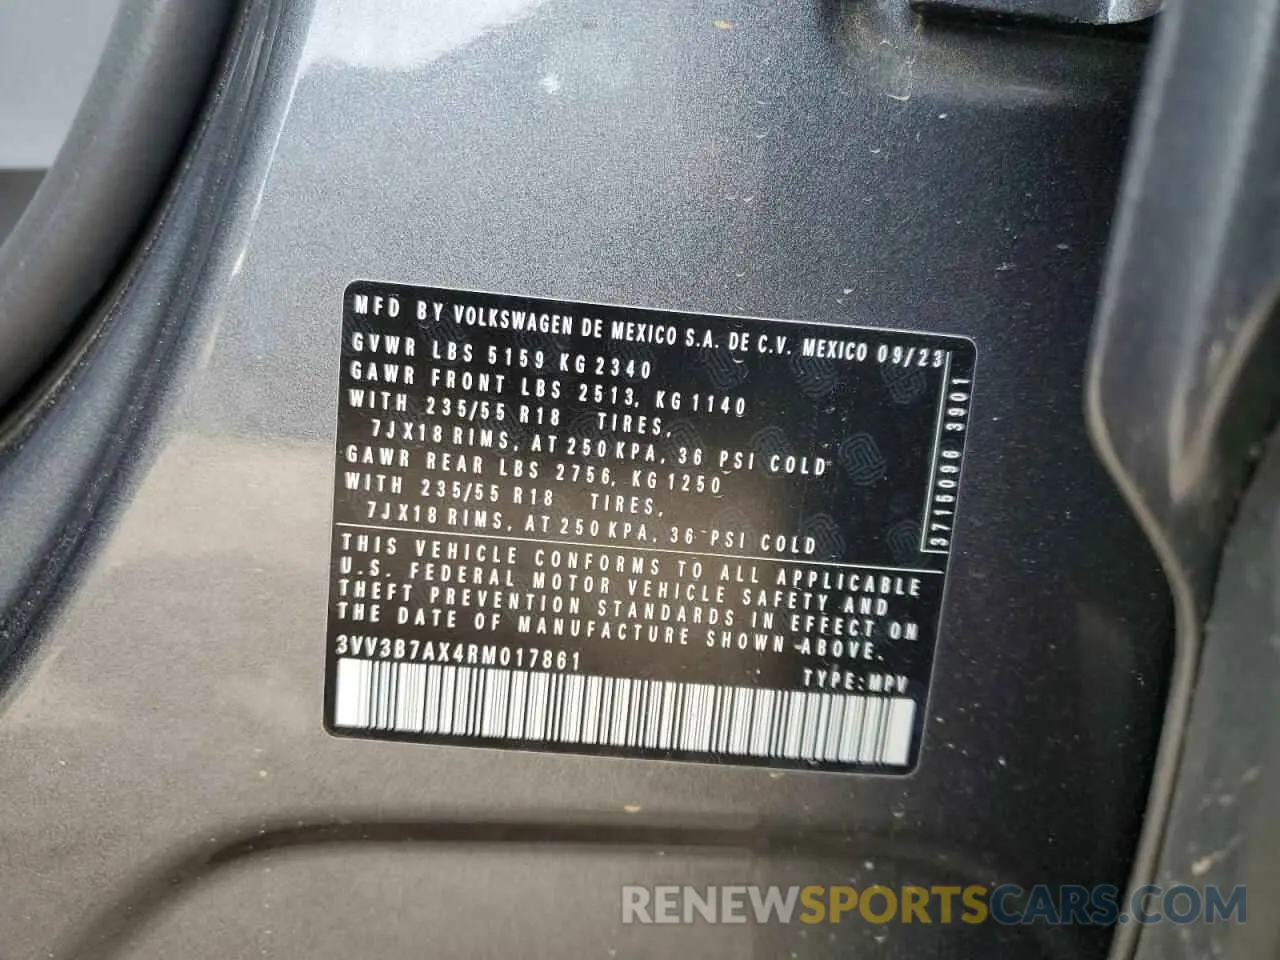 MFD BY VOLKSWAGEN DE MEXICO S.A. DE C.V. MEXICO 09/23
GVWR LBS 5159 KG 2340
GAWR FRONT LBS 2513, KG 1140
WITH 235/55 R18 TIRES,
7JX18 RIMS, AT 250 KPA, 36 PSI COLD
GAWR REAR LBS 2756, KG 1250
WITH 235/55 R18 TIRES,
7JX18 RIMS, AT 250 KPA, 36 PSI COLD
3715096 3901
THIS VEHICLE CONFORMS TO ALL APPLICABLE
U.S. FEDERAL MOTOR VEHICLE SAFETY AND
THEFT PREVENTION STANDARDS IN EFFECT ON
THE DATE OF MANUFACTURE SHOWN ABOVE.
3VV3B7AX4RM017861
TYPE: MPV
RENEWSPORTSCARS.COM